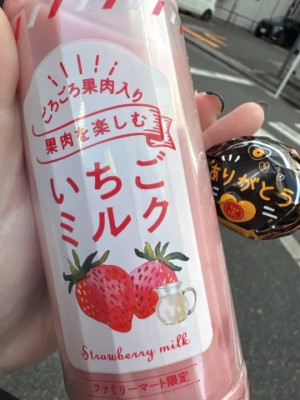 ごろごろ果肉入り
果肉を楽しむ
いちご
ミルク
Strawberry milk
ファミリーマート限定
ありがとう